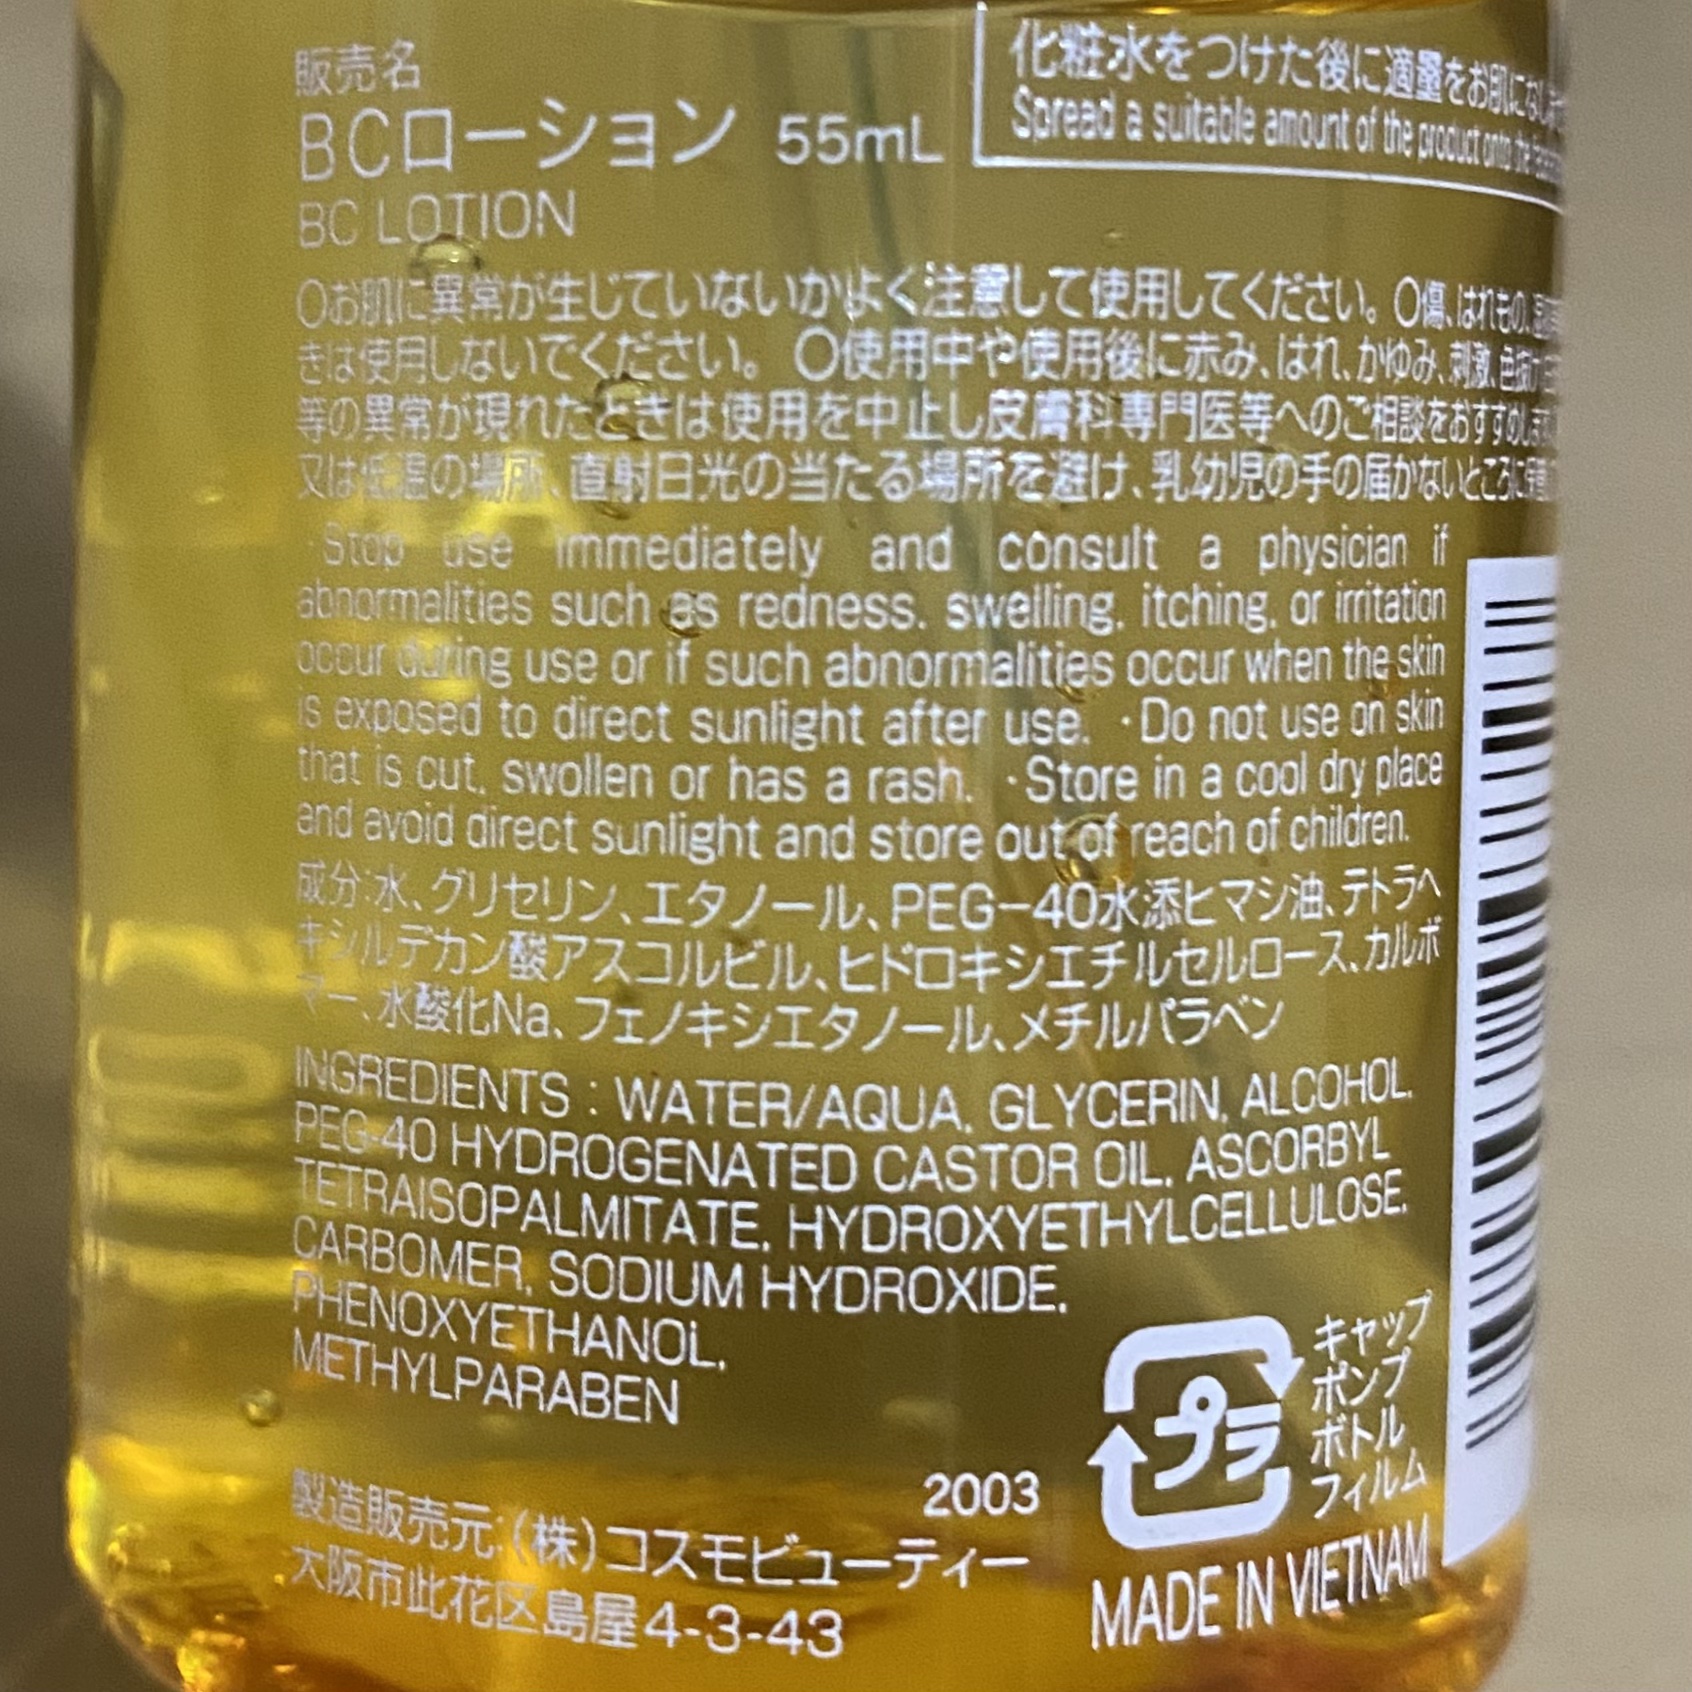 販売名
BCローション 55mL
BC LOTION
化粧水をつけた後に適量をお肌に
Spread a suitable amount of the product onto the
○お肌に異常が生じていないかよく注意して使用してください。○傷、はれもの、
きは使用しないでください。○使用中や使用後に赤み、はれ、かゆみ、刺激、色抜け
等の異常が現れたときは使用を中止し皮膚科専門医等へのご相談をおすすめし
又は低温の場所、直射日光の当たる場所を避け、乳幼児の手の届かないところに
·Stop use immediately and consult a physician if
abnormalities such as redness, swelling, itching, or irritation
occur during use or if such abnormalities occur when the skin
is exposed to direct sunlight after use. ·Do not use on skin
that is cut, swollen or has a rash. ·Store in a cool dry place
and avoid direct sunlight and store out of reach of children.
成分:水、グリセリン、エタノール、PEG-40水添ヒマシ油、テトラヘ
キシルデカン酸アスコルビル、ヒドロキシエチルセルロース、カルボ
マー、水酸化Na、フェノキシエタノール、メチルパラベン
INGREDIENTS : WATER/AQUA, GLYCERIN, ALCOHOL,
PEG-40 HYDROGENATED CASTOR OIL, ASCORBYL
TETRAISOPALMITATE, HYDROXYETHYLCELLULOSE,
CARBOMER, SODIUM HYDROXIDE,
PHENOXYETHANOL,
METHYLPARABEN
プラ
キャップ
ポンプ
ボトル
フィルム
2003
製造販売元:(株)コスモビューティー
大阪市此花区島屋4-3-43
MADE IN VIETNAM